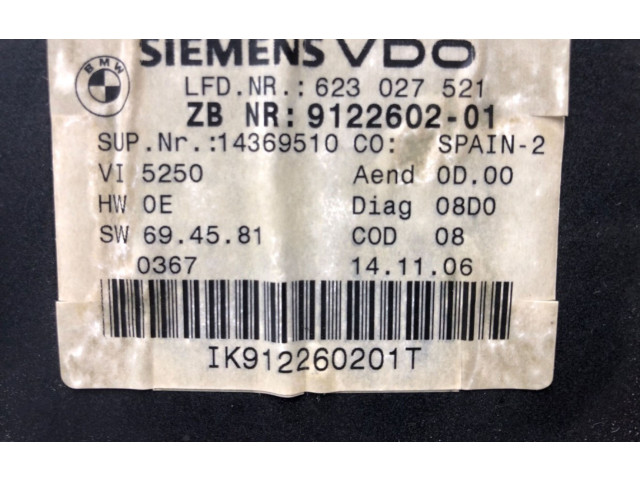 SIEMENS VDO
BMW
LFD.NR.: 623 027 521
ZB NR: 9122602-01
SUP.Nr.:14369510 CO: SPAIN-2
VI 5250 Aend 0D.00
HW 0E Diag 08D0
SW 69.45.81 COD 08
0367 14.11.06
IK912260201T